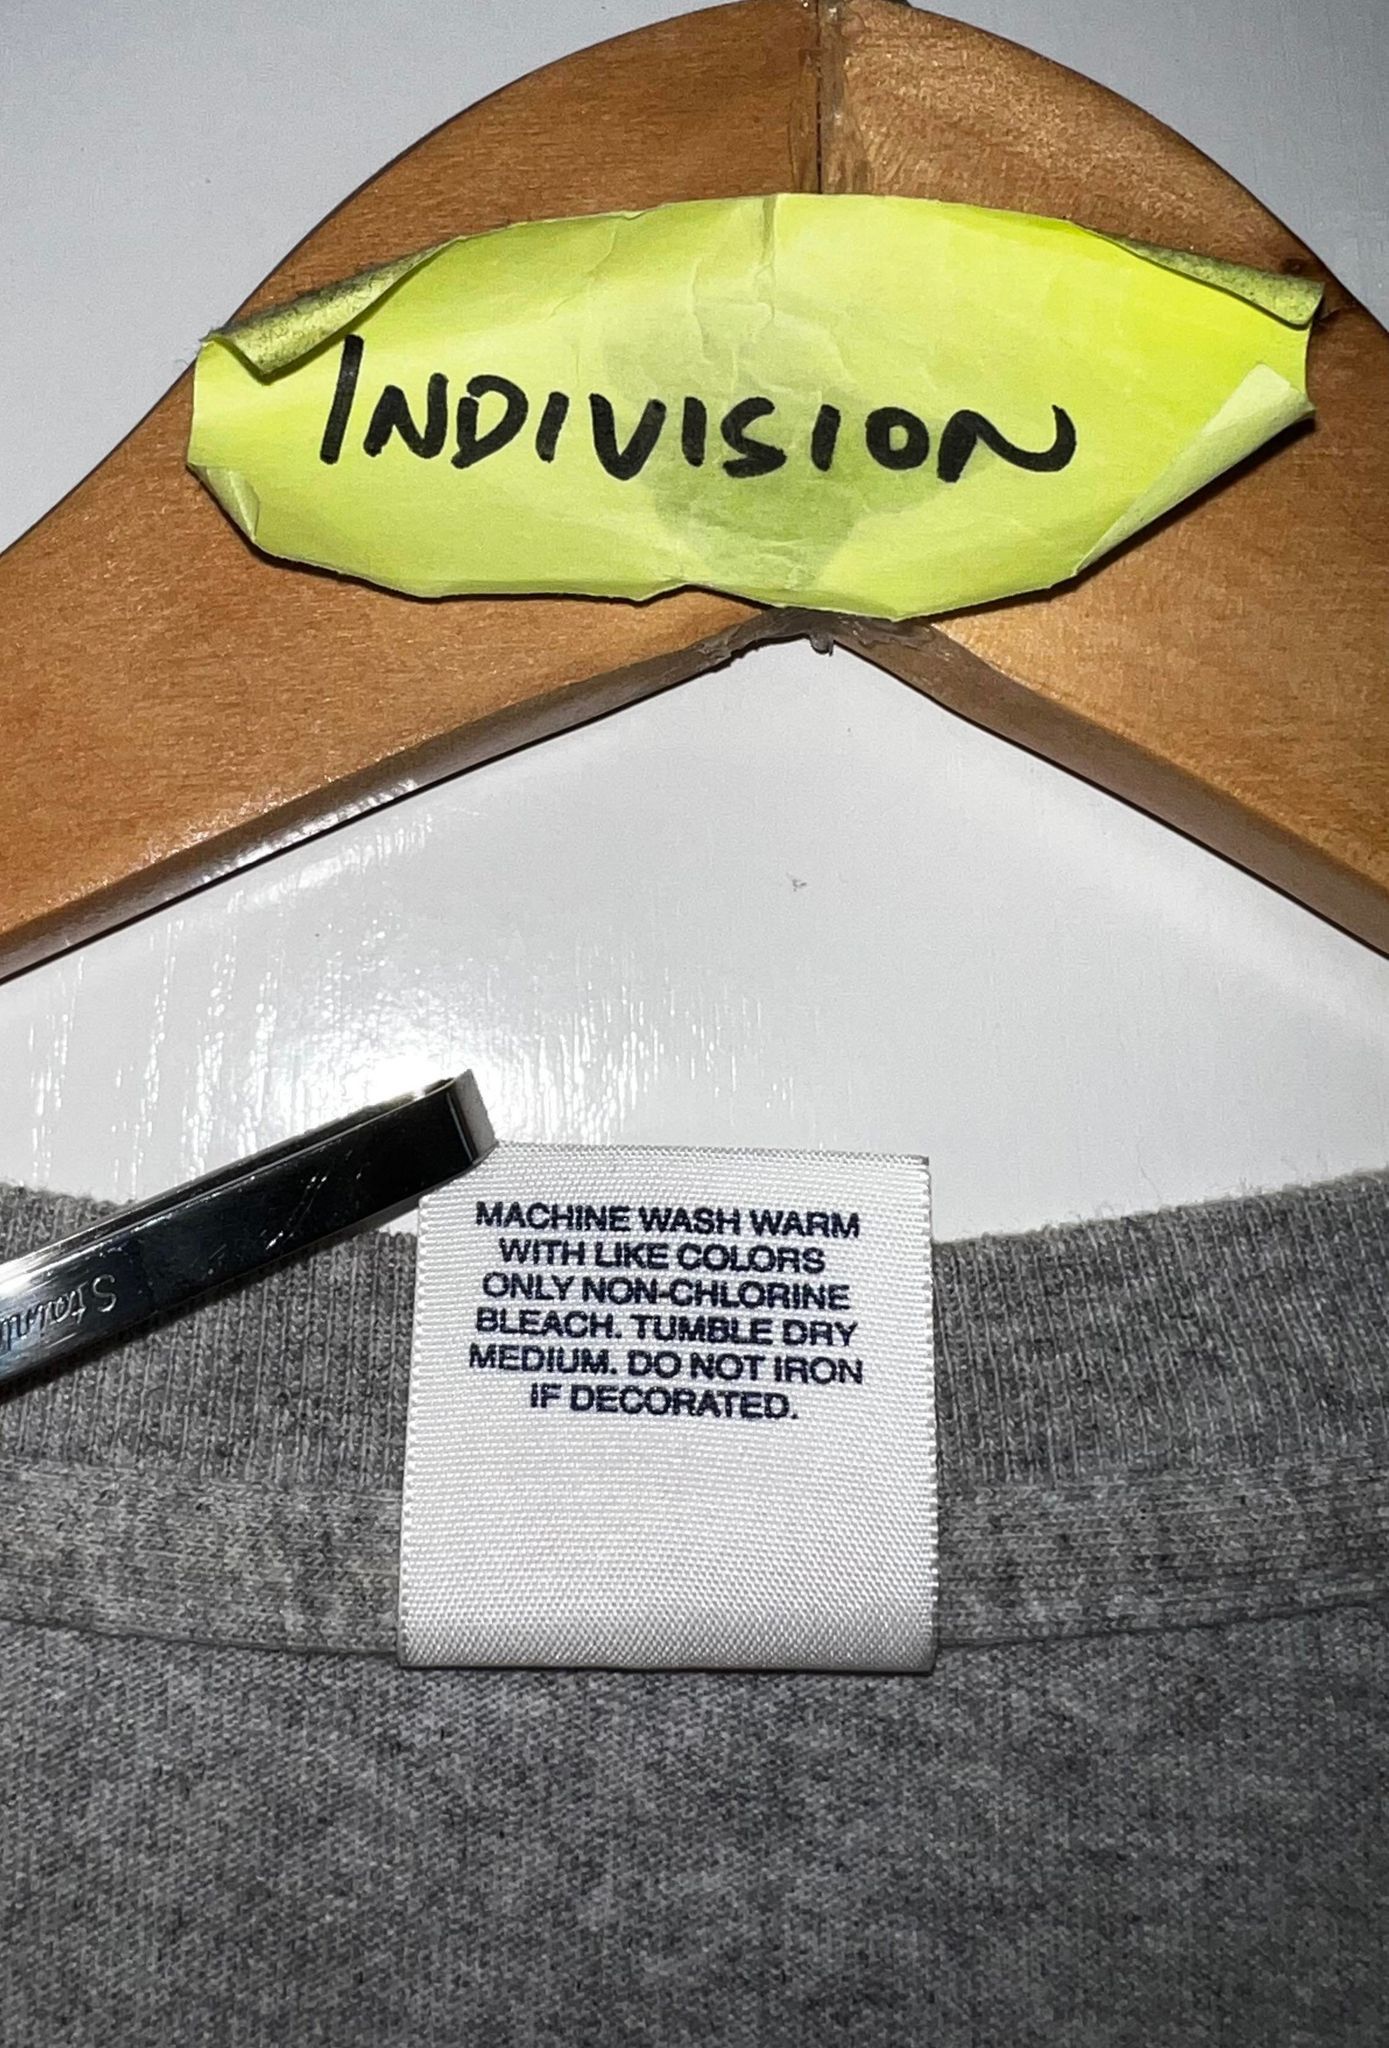 INDIVISION
MACHINE WASH WARM
WITH LIKE COLORS
ONLY NON-CHLORINE
BLEACH. TUMBLE DRY
MEDIUM. DO NOT IRON
IF DECORATED.